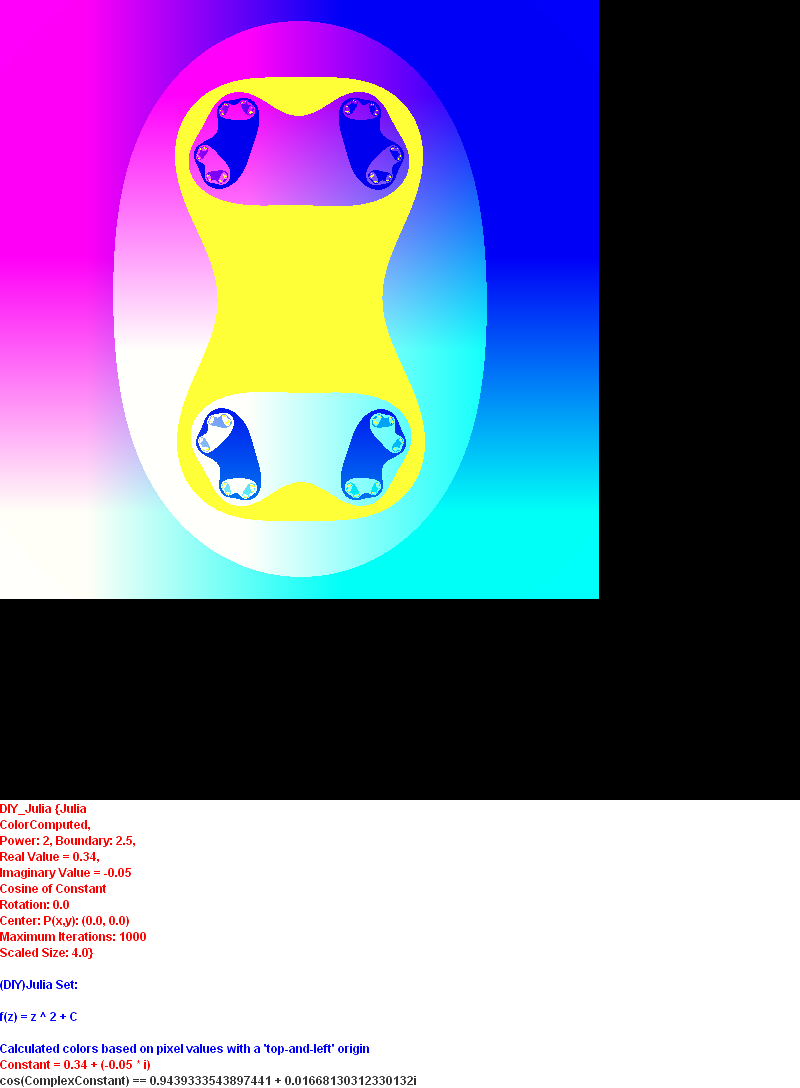 DIY_Julia {Julia
ColorComputed,
Power: 2, Boundary: 2.5,
Real Value = 0.34,
Imaginary Value = -0.05
Cosine of Constant
Rotation: 0.0
Center: P(x,y): (0.0, 0.0)
Maximum Iterations: 1000
Scaled Size: 4.0}
(DIY)Julia Set:
f(z) = z ^ 2 + C
Calculated colors based on pixel values with a 'top-and-left' origin
Constant = 0.34 + (-0.05 * i)
cos(ComplexConstant) == 0.9439333543897441 + 0.01668130312330132i